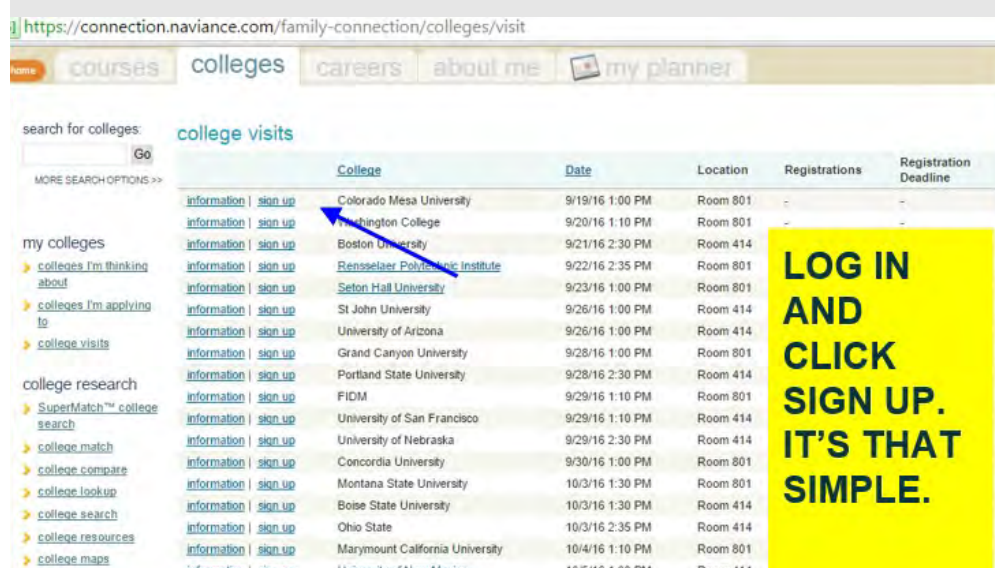 https://connection.naviance.com/family-connection/colleges/visit
home courses colleges careers about me my planner
search for colleges:
Go
MORE SEARCH OPTIONS >>
my colleges
colleges I'm thinking
about
colleges I'm applying
to
college visits
college research
SuperMatch™ college
search
college match
college compare
college lookup
college search
college resources
college maps
college visits
College Date Location Registrations Registration
Deadline
information | sign up Colorado Mesa University 9/19/16 1:00 PM Room 801 - -
information | sign up Washington College 9/20/16 1:10 PM Room 801 - -
information | sign up Boston University 9/21/16 2:30 PM Room 414
information | sign up Rensselaer Polytechnic Institute 9/22/16 2:35 PM Room 801
information | sign up Seton Hall University 9/23/16 1:00 PM Room 801
information | sign up St John University 9/26/16 1:00 PM Room 414
information | sign up University of Arizona 9/26/16 1:00 PM Room 414
information | sign up Grand Canyon University 9/28/16 1:00 PM Room 801
information | sign up Portland State University 9/28/16 2:30 PM Room 414
information | sign up FIDM 9/29/16 1:10 PM Room 801
information | sign up University of San Francisco 9/29/16 1:10 PM Room 414
information | sign up University of Nebraska 9/29/16 2:30 PM Room 414
information | sign up Concordia University 9/30/16 1:00 PM Room 801
information | sign up Montana State University 10/3/16 1:30 PM Room 801
information | sign up Boise State University 10/3/16 1:30 PM Room 414
information | sign up Ohio State 10/3/16 2:35 PM Room 414
information | sign up Marymount California University 10/4/16 1:10 PM Room 801
LOG IN
AND
CLICK
SIGN UP.
IT'S THAT
SIMPLE.